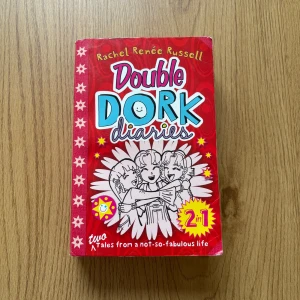 Rachel Renée Russell
Double
DORK
diaries
2 in 1
two
Tales from a not-so-fabulous life